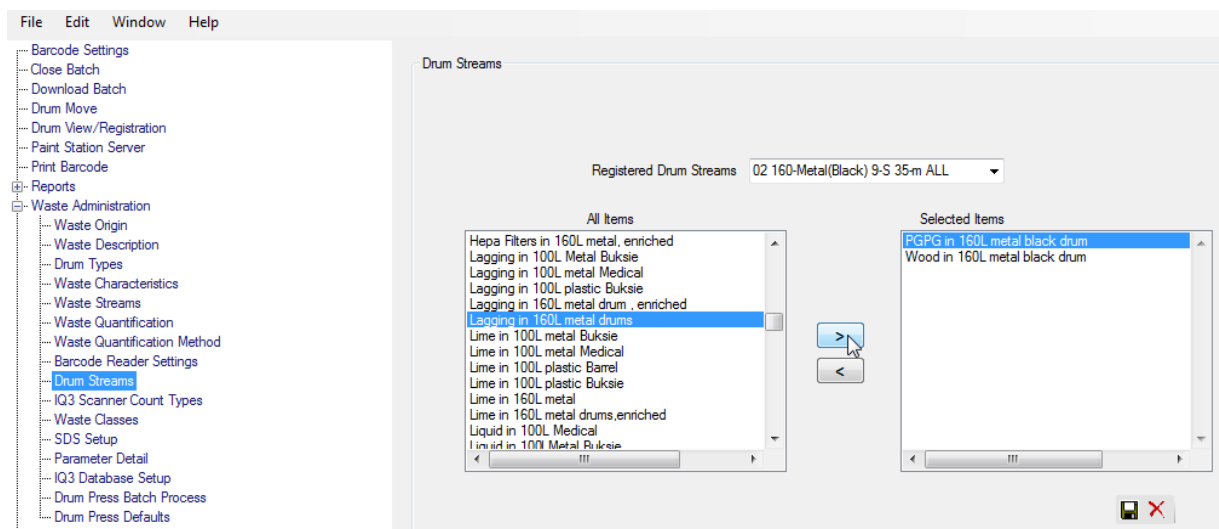 File Edit Window Help
Barcode Settings
Close Batch
Download Batch
Drum Move
Drum View/Registration
Paint Station Server
Print Barcode
Reports
Waste Administration
Waste Origin
Waste Description
Drum Types
Waste Characteristics
Waste Streams
Waste Quantification
Waste Quantification Method
Barcode Reader Settings
Drum Streams
IQ3 Scanner Count Types
Waste Classes
SDS Setup
Parameter Detail
IQ3 Database Setup
Drum Press Batch Process
Drum Press Defaults
Drum Streams
Registered Drum Streams 02 160-Metal(Black) 9-S 35-m ALL
All Items
Hepa Filters in 160L metal, enriched
Lagging in 100L Metal Buksie
Lagging in 100L metal Medical
Lagging in 100L plastic Buksie
Lagging in 160L metal drum , enriched
Lagging in 160L metal drums
Lime in 100L metal Buksie
Lime in 100L metal Medical
Lime in 100L plastic Barrel
Lime in 100L plastic Buksie
Lime in 160L metal
Lime in 160L metal drums,enriched
Liquid in 100L Medical
Liquid in 100l Metal Buksie
>
<
Selected Items
PGPG in 160L metal black drum
Wood in 160L metal black drum